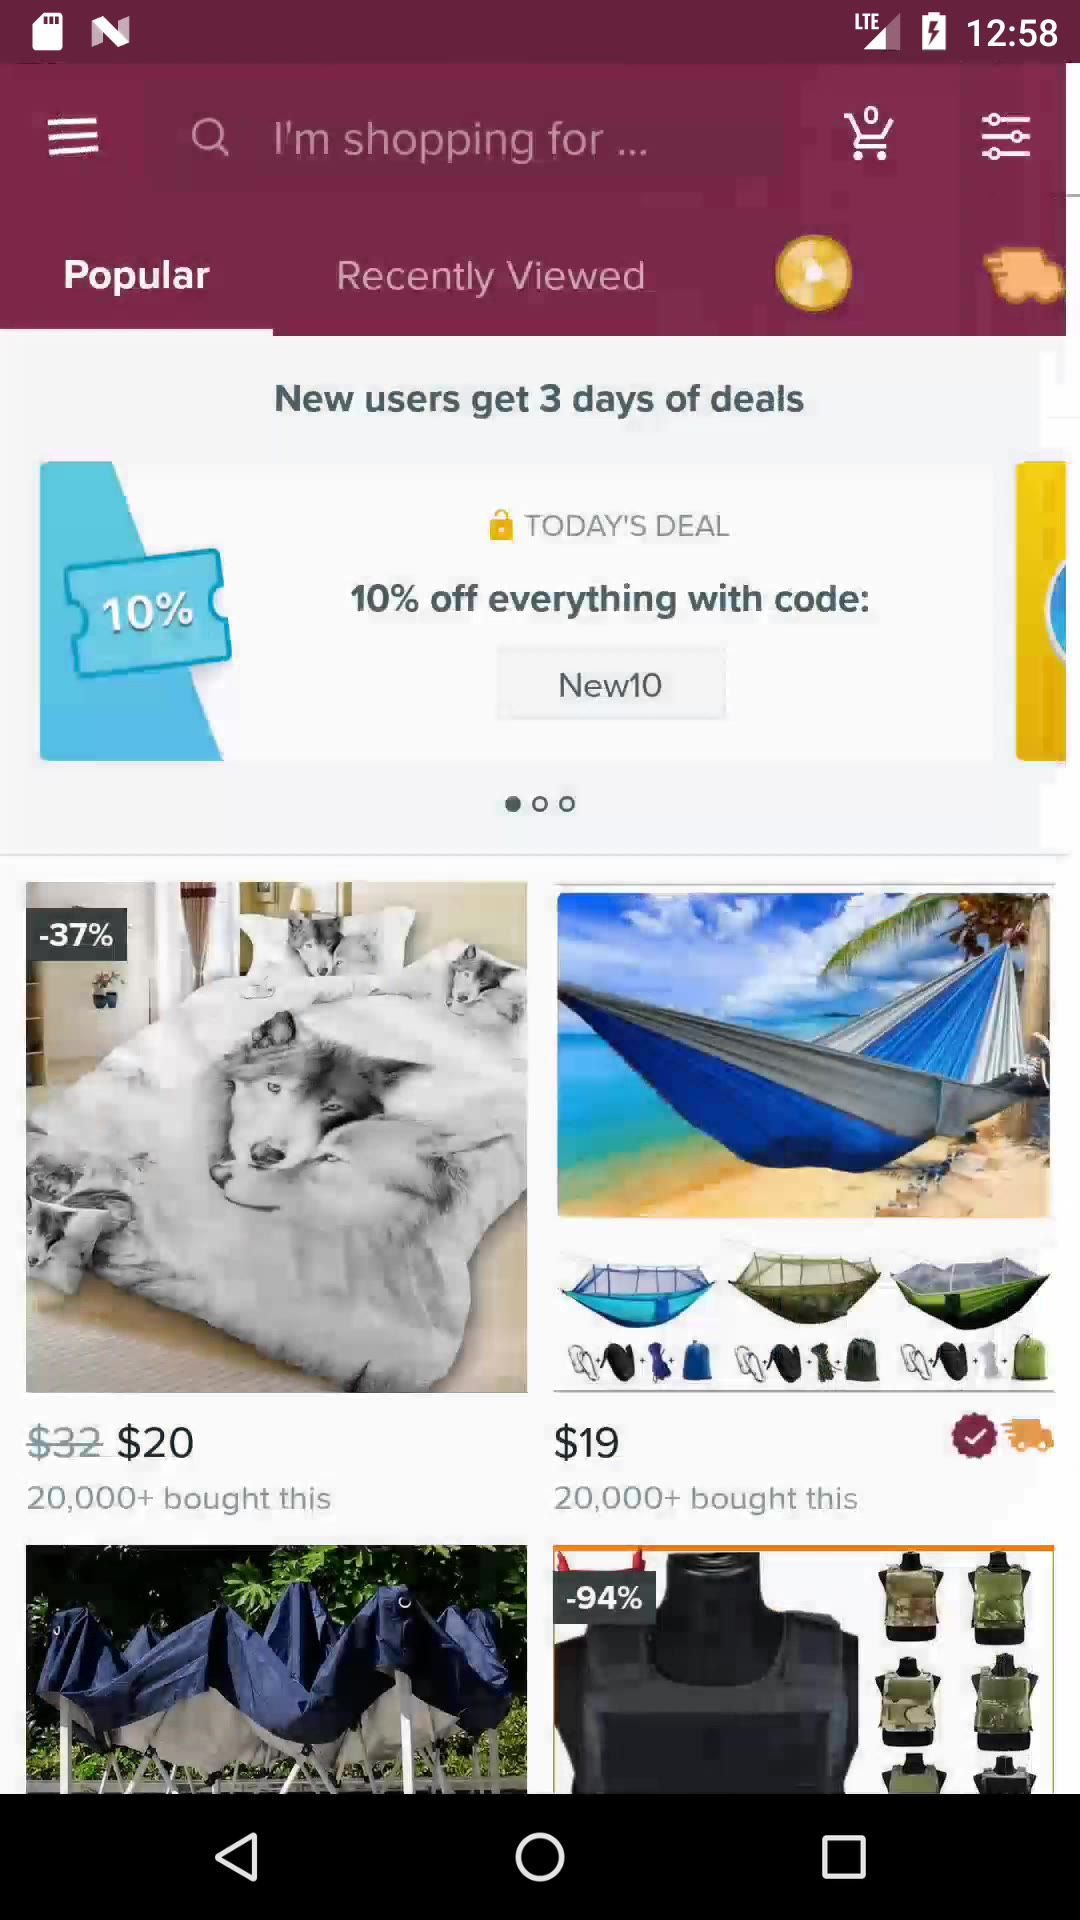 LTE 12:58
I'm shopping for ...
0
Popular
Recently Viewed
New users get 3 days of deals
TODAY'S DEAL
10%
10% off everything with code:
New10
-37%
$32 $20
20,000+ bought this
$19
20,000+ bought this
-94%